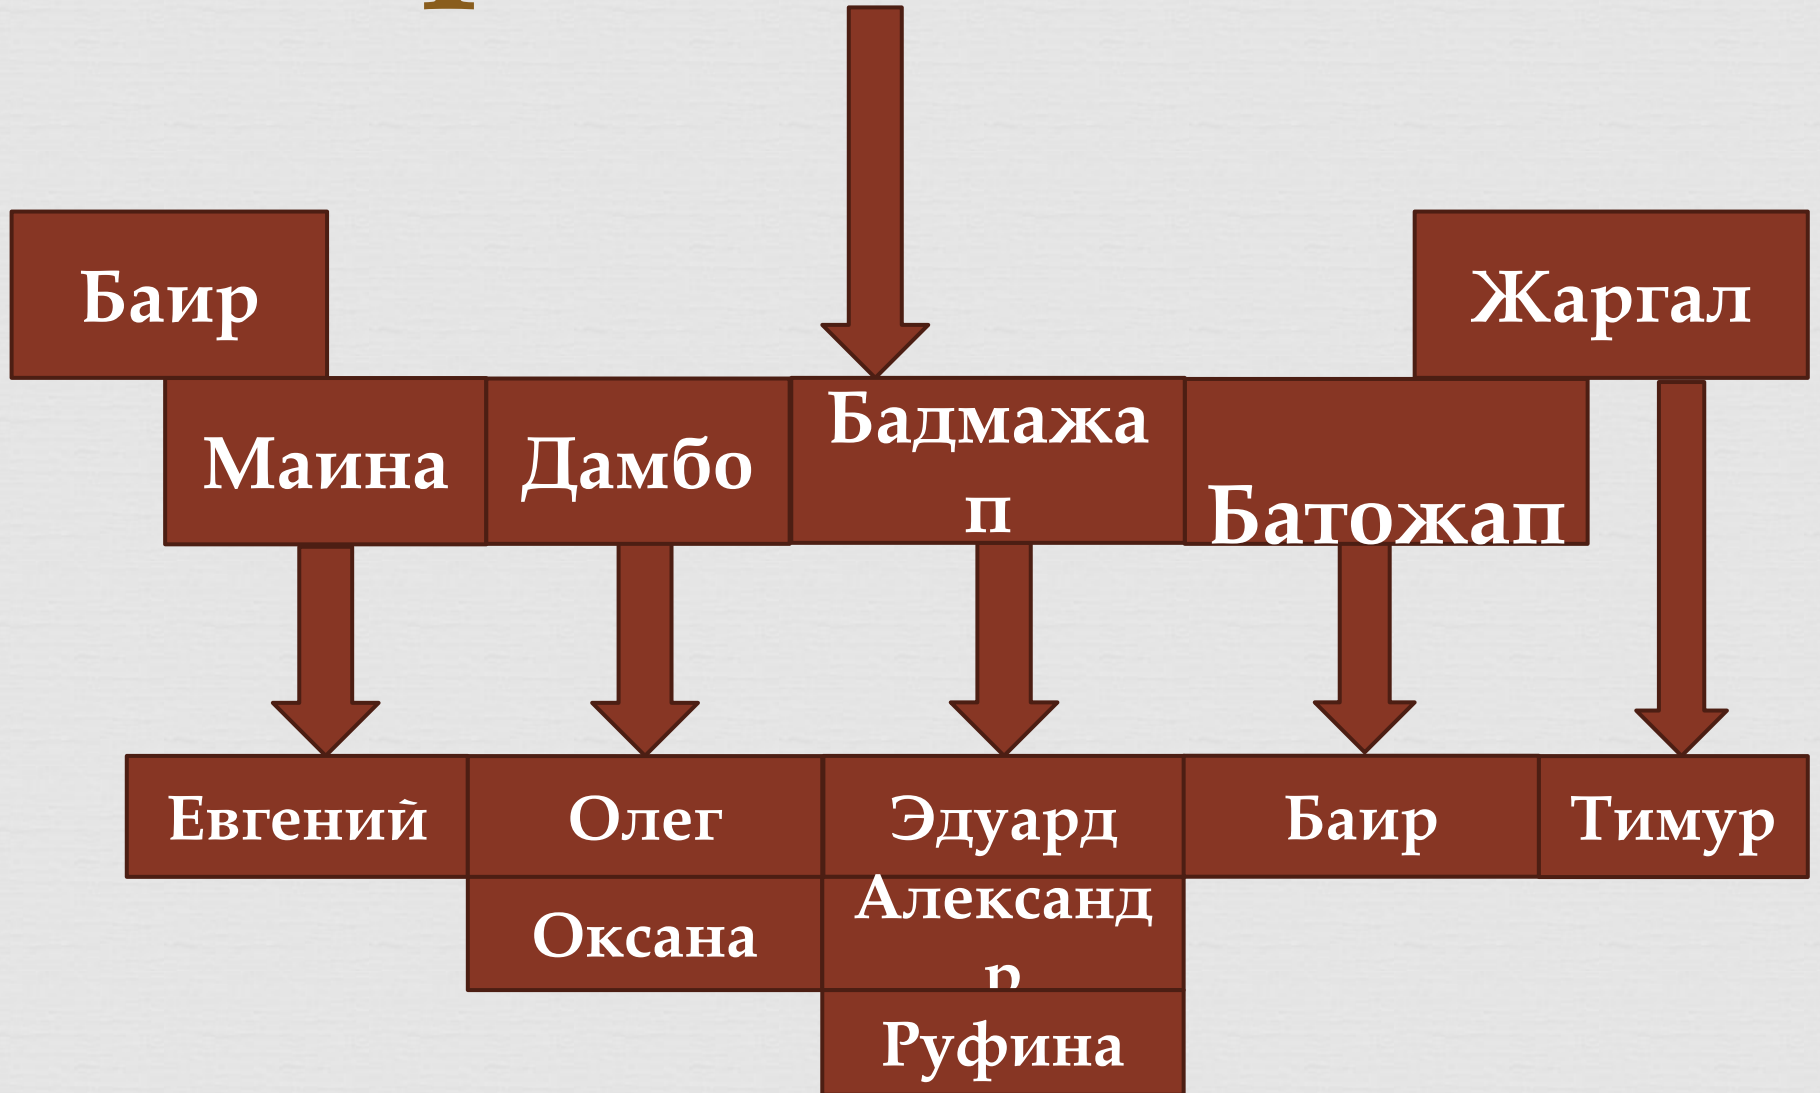 Баир
Жаргал
Маина
Дамбо
Бадмажа
п
Батожап
Евгений
Олег
Эдуард
Баир
Тимур
Оксана
Александ
р
Руфина